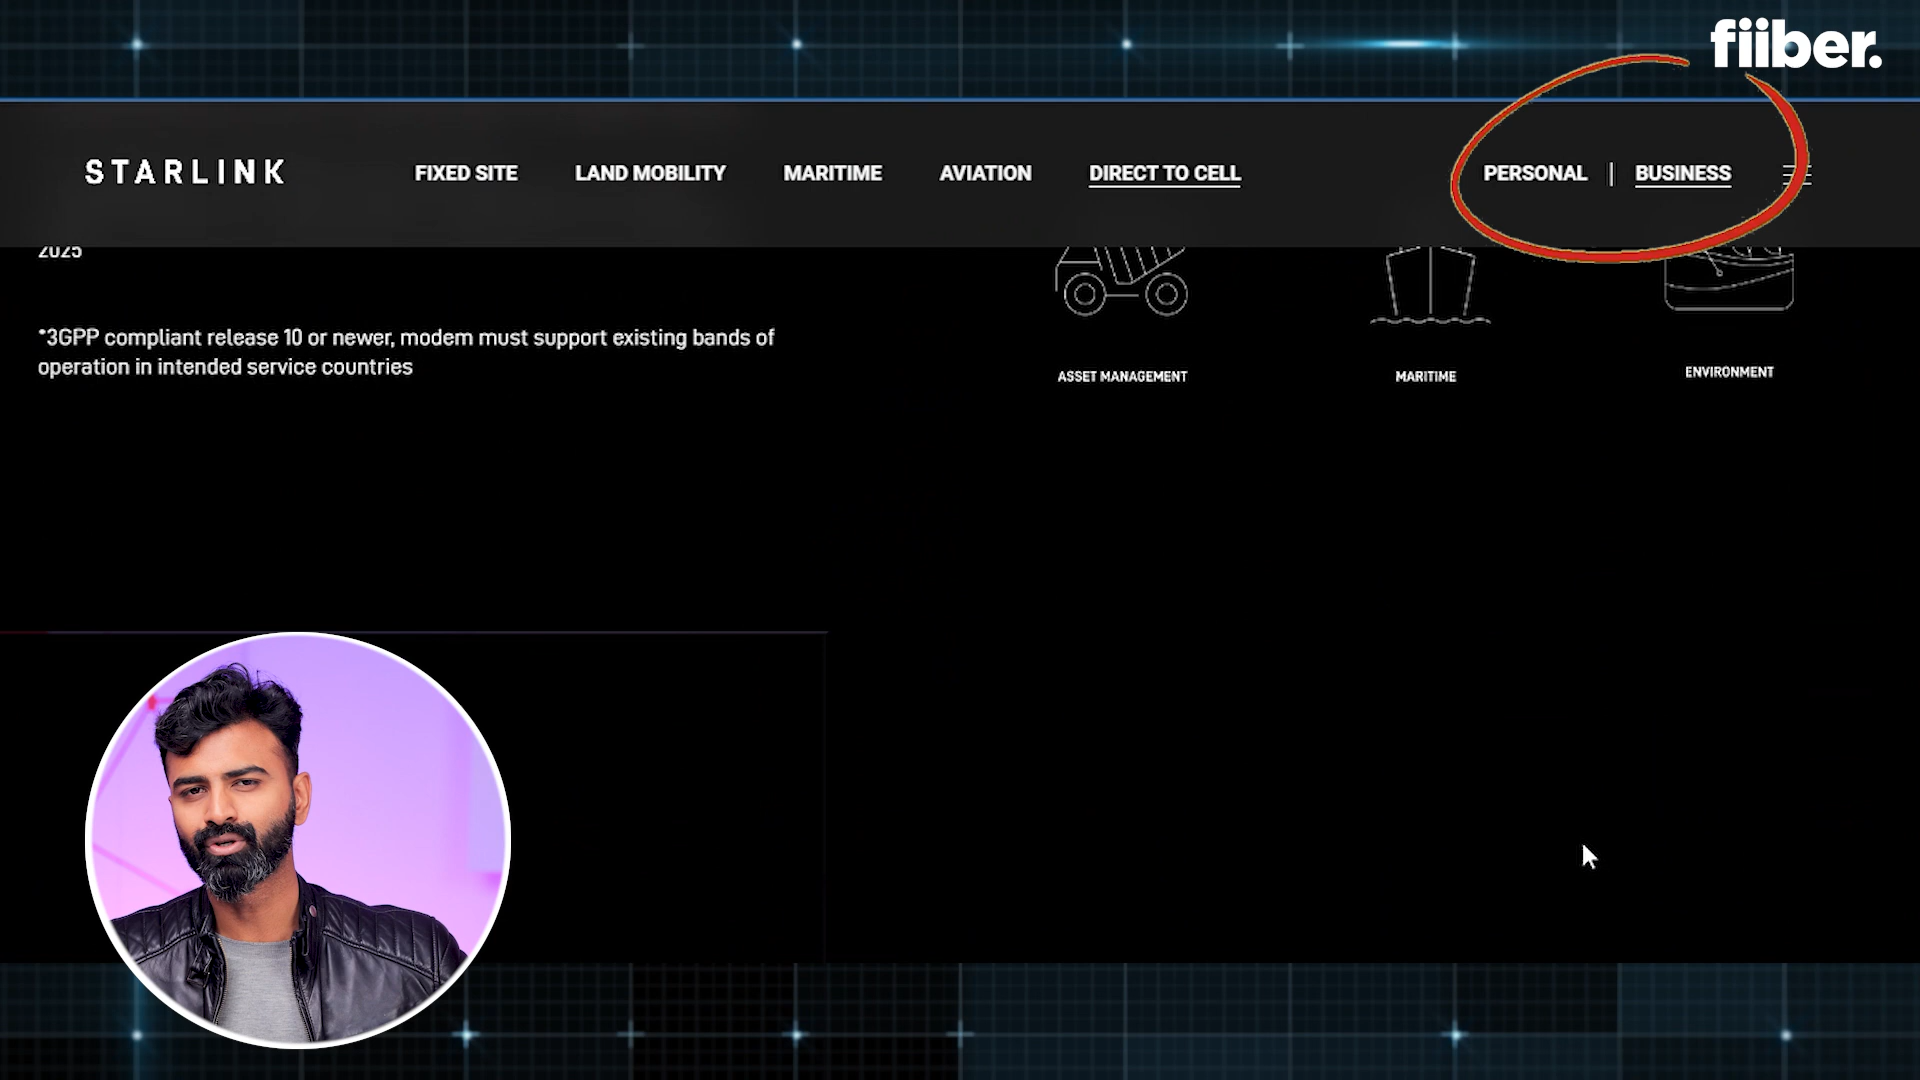 fiiber.
STARLINK
FIXED SITE
LAND MOBILITY
MARITIME
AVIATION
DIRECT TO CELL
PERSONAL | BUSINESS
2025
*3GPP compliant release 10 or newer, modem must support existing bands of
operation in intended service countries
ASSET MANAGEMENT
MARITIME
ENVIRONMENT